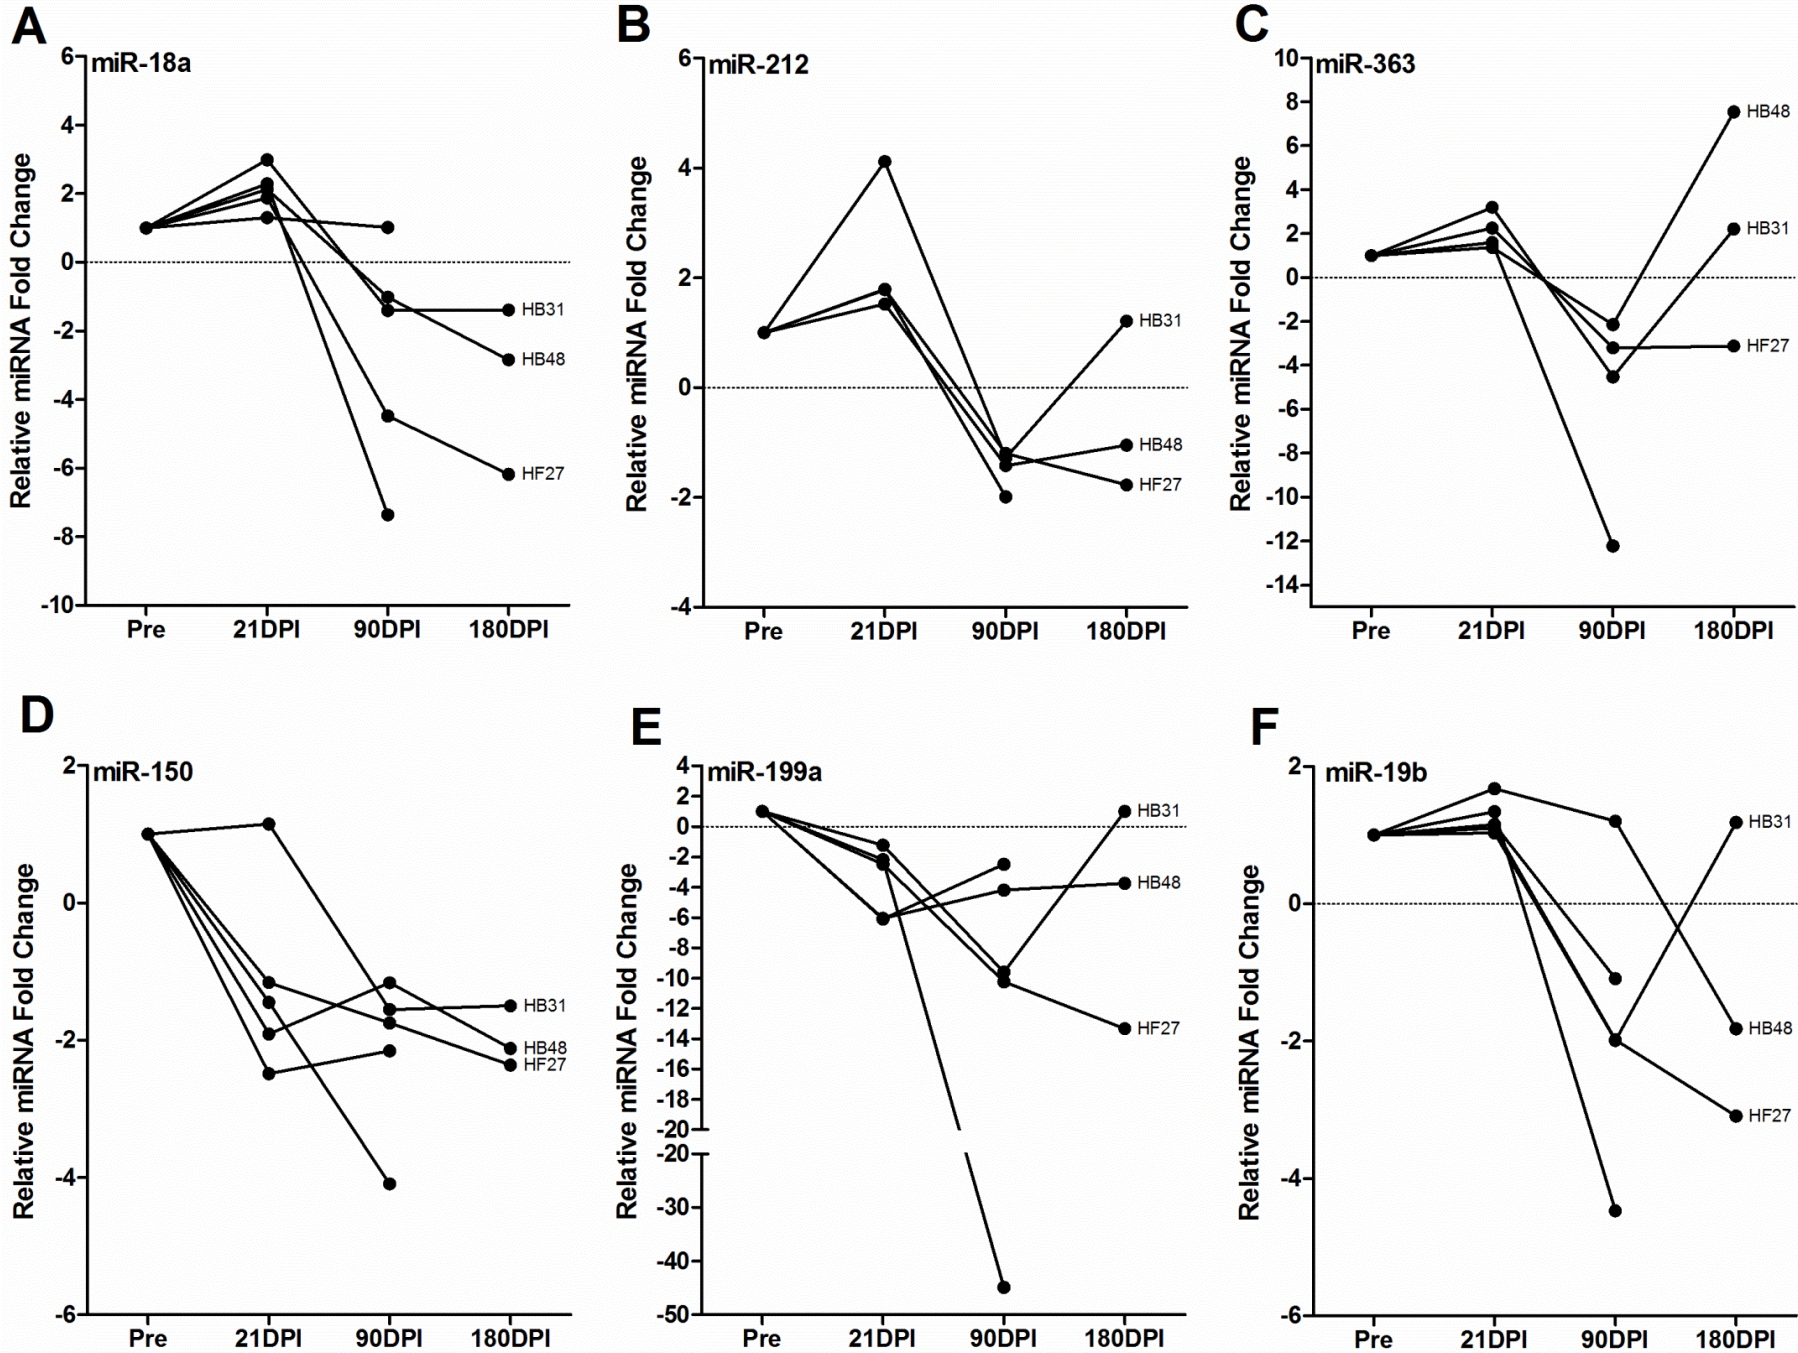 A
miR-18a
Relative miRNA Fold Change
6
4
2
0
-2
-4
-6
-8
-10
HB31
HB48
HF27
Pre 21DPI 90DPI 180DPI
B
miR-212
Relative miRNA Fold Change
6
4
2
0
-2
-4
HB31
HB48
HF27
Pre 21DPI 90DPI 180DPI
C
miR-363
Relative miRNA Fold Change
10
8
6
4
2
0
-2
-4
-6
-8
-10
-12
-14
HB48
HB31
HF27
Pre 21DPI 90DPI 180DPI
D
miR-150
Relative miRNA Fold Change
2
0
-2
-4
-6
HB31
HB48
HF27
Pre 21DPI 90DPI 180DPI
E
miR-199a
Relative miRNA Fold Change
4
2
0
-2
-4
-6
-8
-10
-12
-14
-16
-18
-20
-20
-30
-40
-50
HB31
HB48
HF27
Pre 21DPI 90DPI 180DPI
F
miR-19b
Relative miRNA Fold Change
2
0
-2
-4
-6
HB31
HB48
HF27
Pre 21DPI 90DPI 180DPI